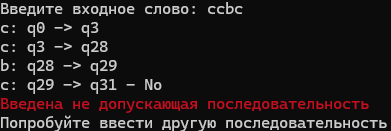 Введите входное слово: ccbc
c: q0 -> q3
c: q3 -> q28
b: q28 -> q29
c: q29 -> q31 - No
Введена не допускающая последовательность
Попробуйте ввести другую последовательность